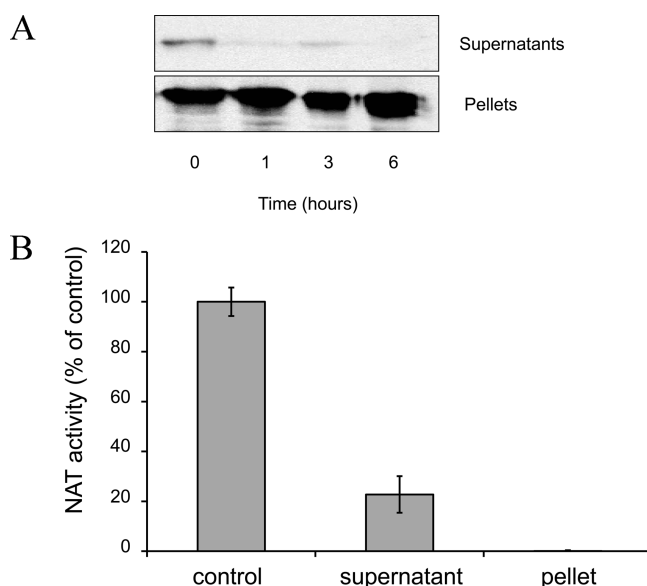 A
Supernatants
Pellets
0 1 3 6
Time (hours)
B
NAT activity (% of control)
120
100
80
60
40
20
0
control supernatant pellet